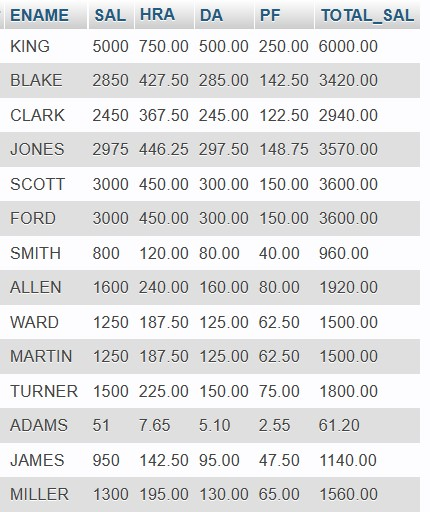 ENAME SAL HRA DA PF TOTAL_SAL
KING 5000 750.00 500.00 250.00 6000.00
BLAKE 2850 427.50 285.00 142.50 3420.00
CLARK 2450 367.50 245.00 122.50 2940.00
JONES 2975 446.25 297.50 148.75 3570.00
SCOTT 3000 450.00 300.00 150.00 3600.00
FORD 3000 450.00 300.00 150.00 3600.00
SMITH 800 120.00 80.00 40.00 960.00
ALLEN 1600 240.00 160.00 80.00 1920.00
WARD 1250 187.50 125.00 62.50 1500.00
MARTIN 1250 187.50 125.00 62.50 1500.00
TURNER 1500 225.00 150.00 75.00 1800.00
ADAMS 51 7.65 5.10 2.55 61.20
JAMES 950 142.50 95.00 47.50 1140.00
MILLER 1300 195.00 130.00 65.00 1560.00